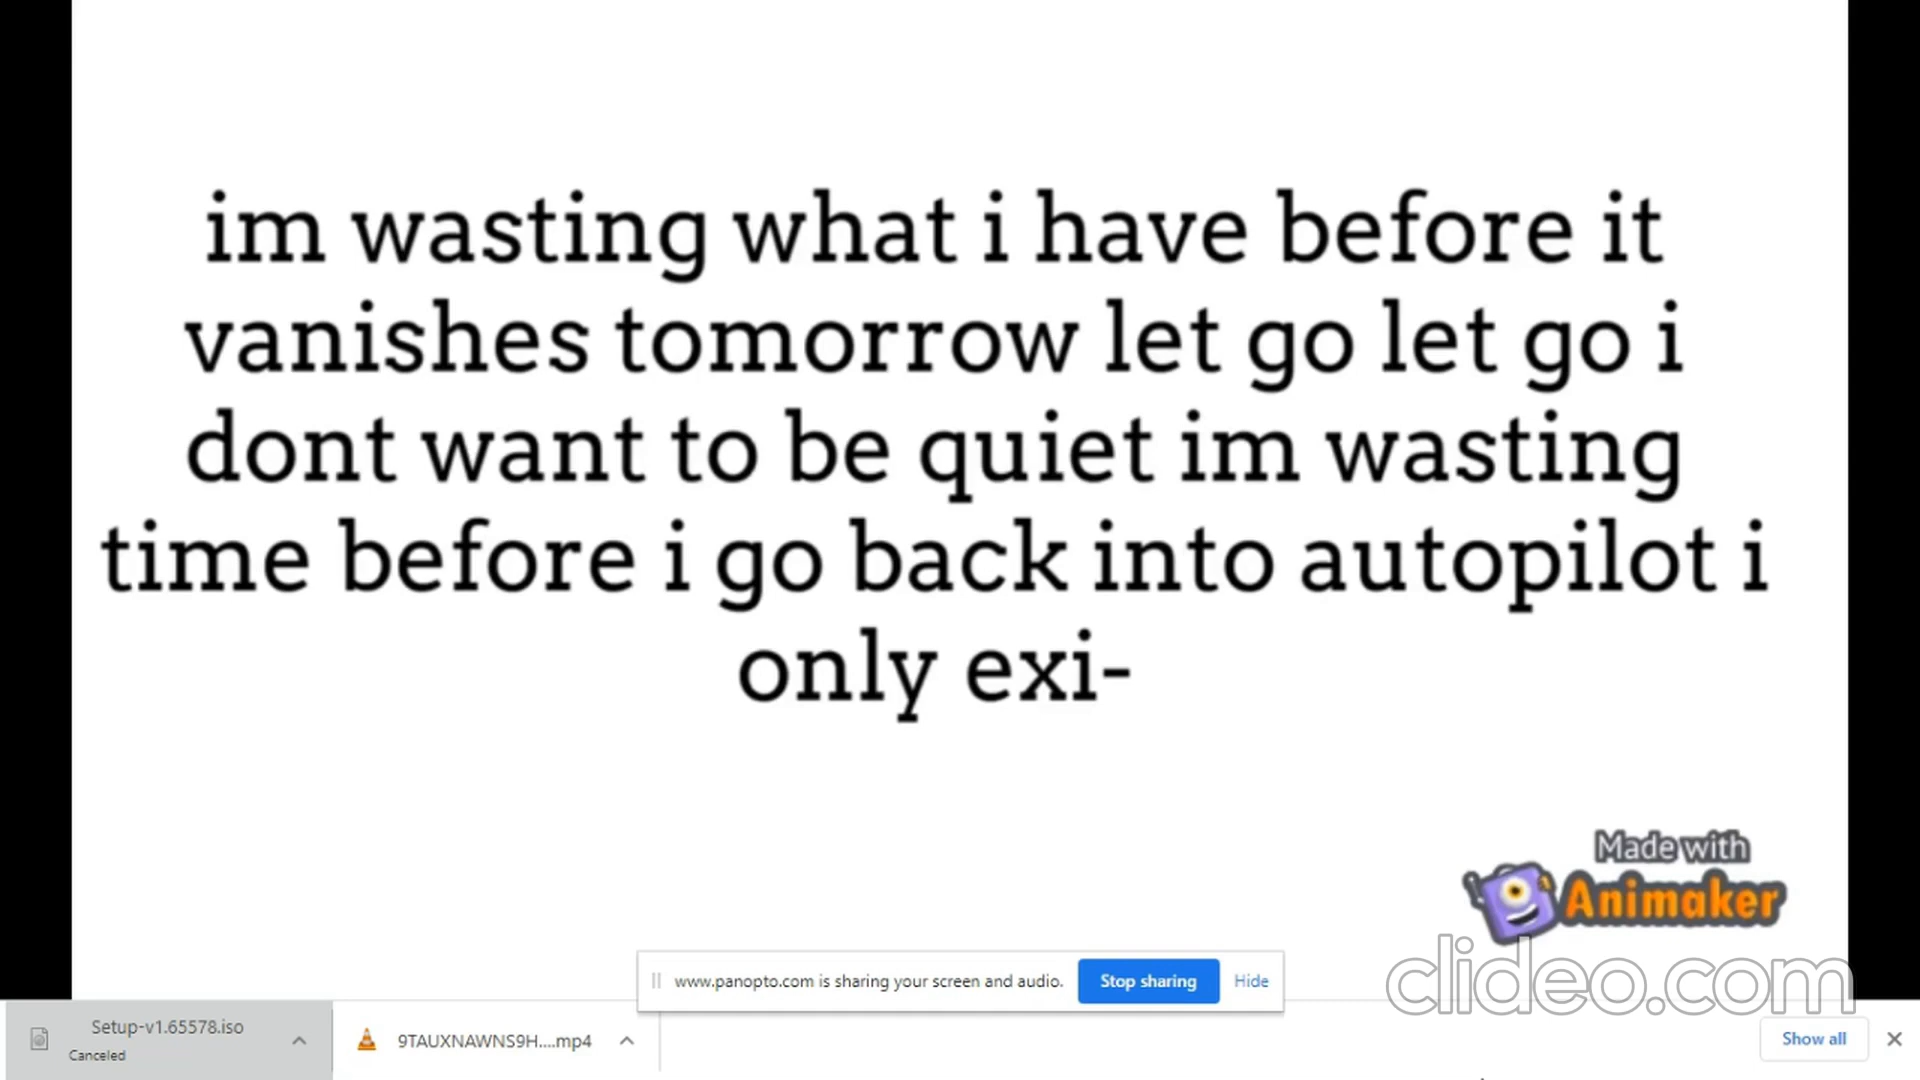 im wasting what i have before it
vanishes tomorrow let go let go i
dont want to be quiet im wasting
time before i go back into autopilot i
only exi-
Made with
Animaker
clideo.com
www.panopto.com is sharing your screen and audio. Stop sharing Hide
Setup-v1.65578.iso
Canceled
9TAUXNAWNS9H....mp4
Show all